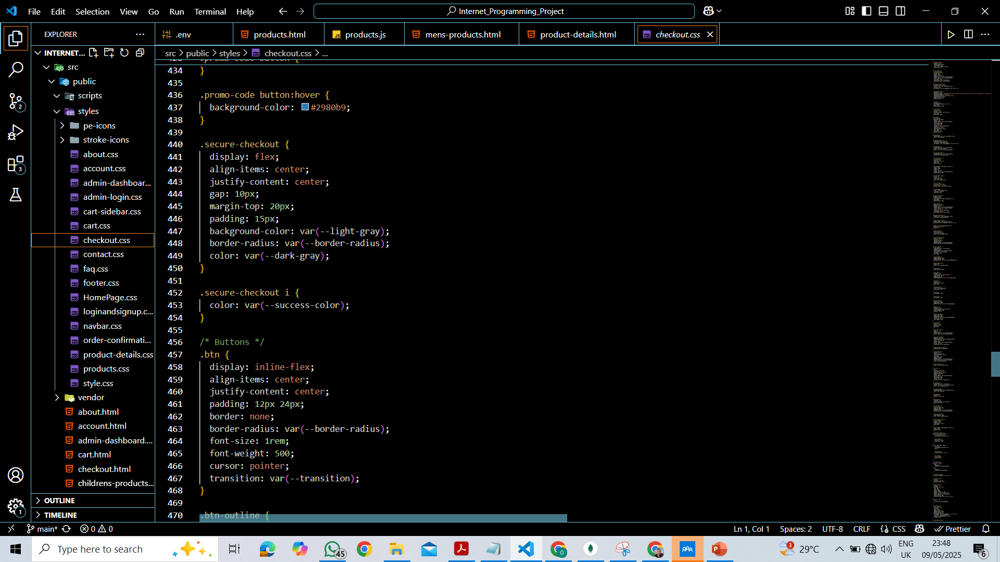 File Edit Selection View Go Run Terminal Help
Internet_Programming_Project
EXPLORER
.env
products.html
products.js
mens-products.html
product-details.html
checkout.css
INTERNET...
src > public > styles > checkout.css > ...
src
public
scripts
styles
pe-icons
stroke-icons
about.css
account.css
admin-dashboar...
admin-login.css
cart-sidebar.css
cart.css
checkout.css
contact.css
faq.css
footer.css
HomePage.css
loginandsignup.c...
navbar.css
order-confirmati...
product-details.css
products.css
style.css
vendor
about.html
account.html
admin-dashboard....
cart.html
checkout.html
childrens-products...
OUTLINE
TIMELINE
2
3
1
434 }
435
436 .promo-code button:hover {
437 background-color: #2980b9;
438 }
439
440 .secure-checkout {
441 display: flex;
442 align-items: center;
443 justify-content: center;
444 gap: 10px;
445 margin-top: 20px;
446 padding: 15px;
447 background-color: var(--light-gray);
448 border-radius: var(--border-radius);
449 color: var(--dark-gray);
450 }
451
452 .secure-checkout i {
453 color: var(--success-color);
454 }
455
456 /* Buttons */
457 .btn {
458 display: inline-flex;
459 align-items: center;
460 justify-content: center;
461 padding: 12px 24px;
462 border: none;
463 border-radius: var(--border-radius);
464 font-size: 1rem;
465 font-weight: 500;
466 cursor: pointer;
467 transition: var(--transition);
468 }
469
470 .btn-outline {
main* 0 0
Ln 1, Col 1 Spaces: 2 UTF-8 CRLF CSS Prettier
Type here to search
45
3
29°C
ENG
UK
23:48
09/05/2025
6